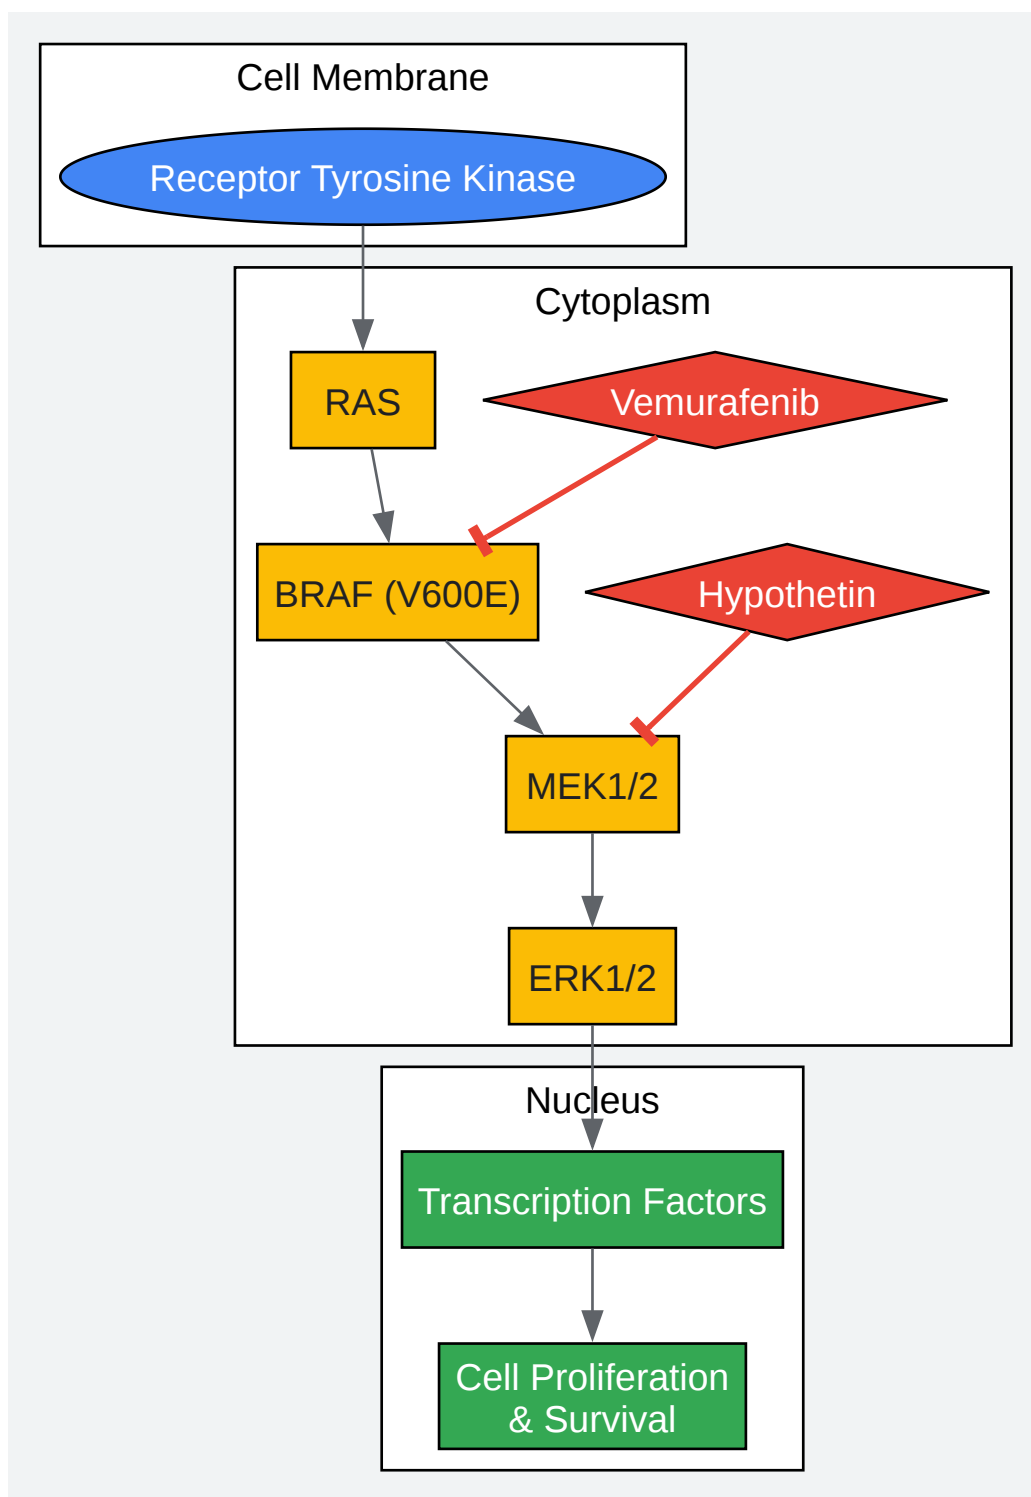 Cell Membrane
Receptor Tyrosine Kinase
Cytoplasm
RAS
Vemurafenib
BRAF (V600E)
Hypothetin
MEK1/2
ERK1/2
Nucleus
Transcription Factors
Cell Proliferation
& Survival